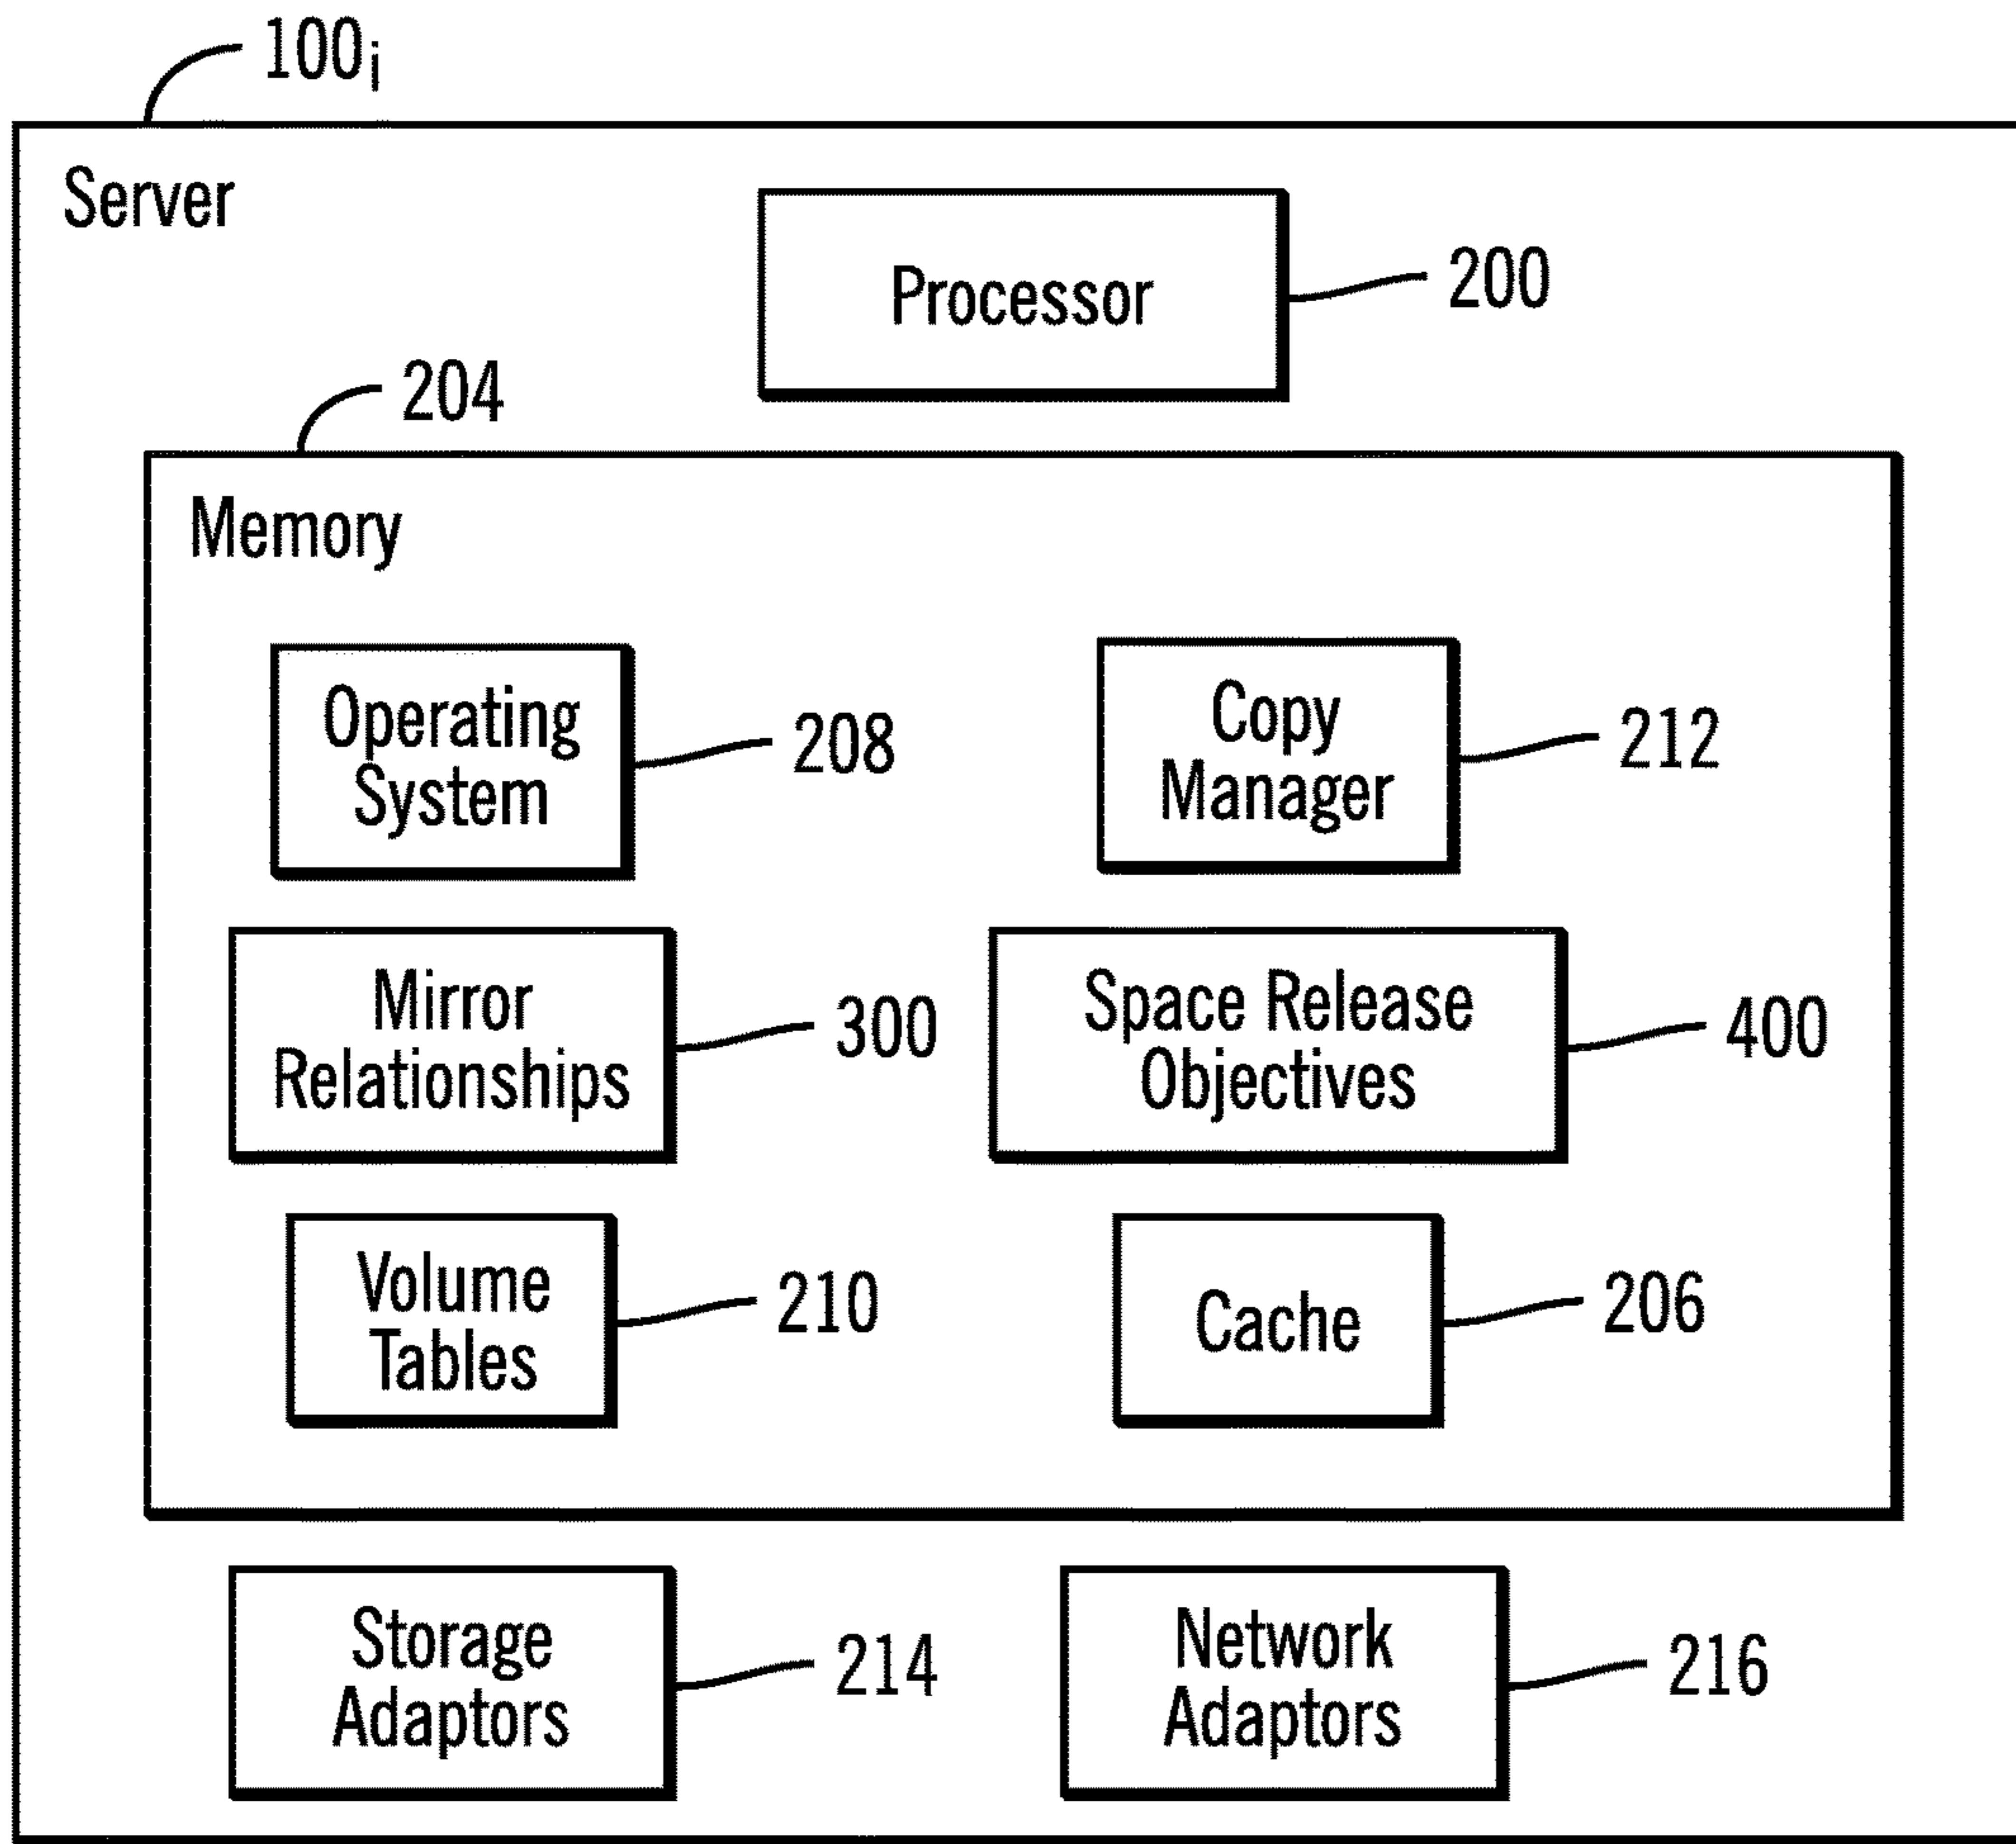 100i
Server
Processor
200
204
Memory
Operating
System
208
Copy
Manager
212
Mirror
Relationships
300
Space Release
Objectives
400
Volume
Tables
210
Cache
206
Storage
Adaptors
214
Network
Adaptors
216